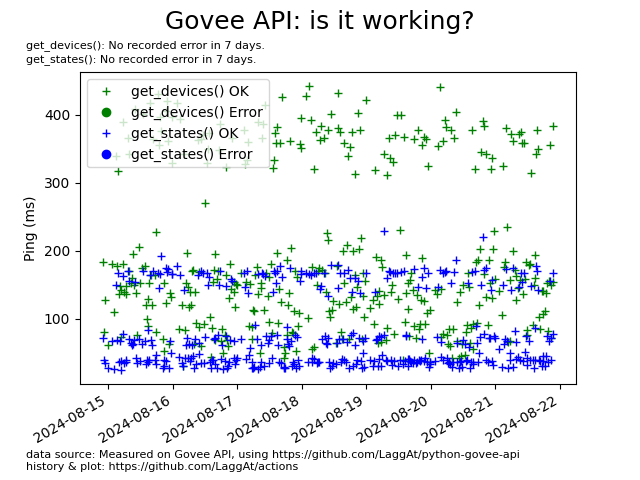 Govee API: is it working?
get_devices(): No recorded error in 7 days.
get_states(): No recorded error in 7 days.
get_devices() OK
get_devices() Error
get_states() OK
get_states() Error
Ping (ms)
400
300
200
100
2024-08-15
2024-08-16
2024-08-17
2024-08-18
2024-08-19
2024-08-20
2024-08-21
2024-08-22
data source: Measured on Govee API, using https://github.com/LaggAt/python-govee-api
history & plot: https://github.com/LaggAt/actions